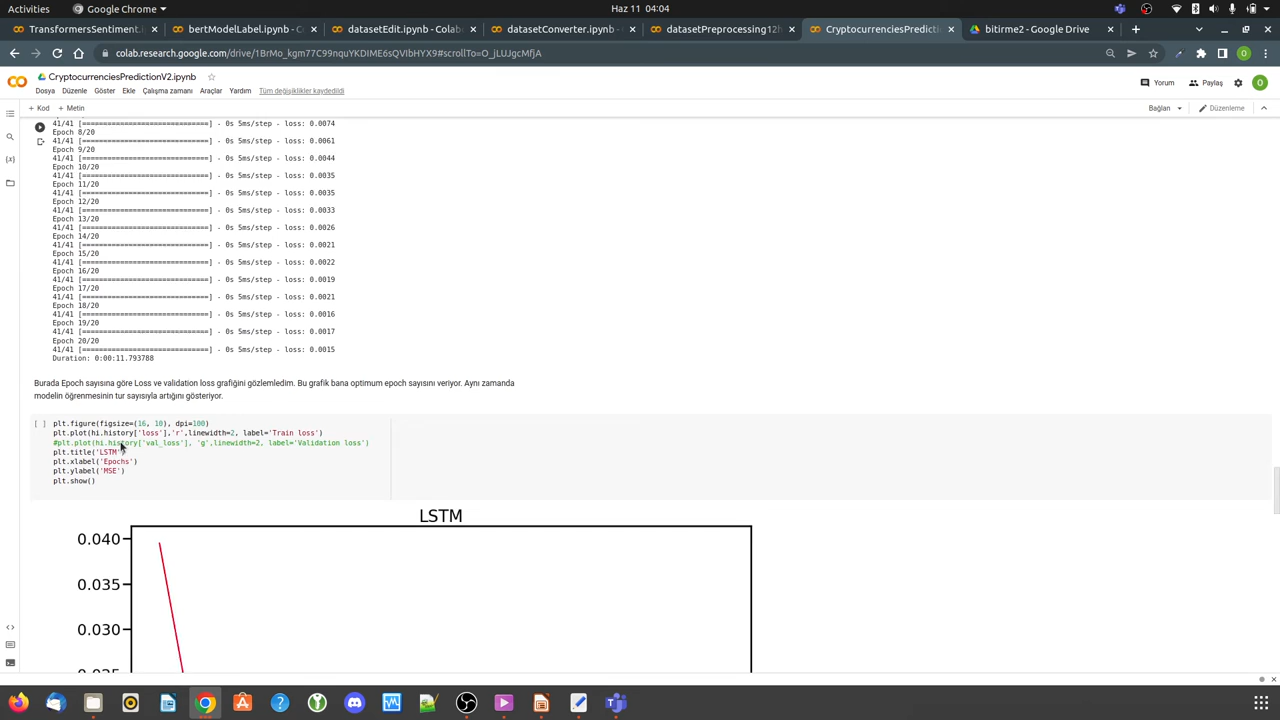 Activities
Google Chrome
Haz 11 04:04
TransformersSentiment.i
bertModelLabel.ipynb - C
datasetEdit.ipynb - Colab
datasetConverter.ipynb -
datasetPreprocessing12h
CryptocurrenciesPredicti
bitirme2 - Google Drive
colab.research.google.com/drive/1BrMo_kgm77C99nquYKDIME6sQVIbHYX9#scrollTo=O_jLUJgcMfjA
CryptocurrenciesPredictionV2.ipynb
Dosya Düzenle Göster Ekle Çalışma zamanı Araçlar Yardım Tüm değişiklikler kaydedildi
Yorum
Paylaş
+ Kod + Metin
Bağlan
Düzenleme
41/41 [==============================] - 0s 5ms/step - loss: 0.0074
Epoch 8/20
41/41 [==============================] - 0s 5ms/step - loss: 0.0061
Epoch 9/20
41/41 [==============================] - 0s 5ms/step - loss: 0.0044
Epoch 10/20
41/41 [==============================] - 0s 5ms/step - loss: 0.0035
Epoch 11/20
41/41 [==============================] - 0s 5ms/step - loss: 0.0035
Epoch 12/20
41/41 [==============================] - 0s 5ms/step - loss: 0.0033
Epoch 13/20
41/41 [==============================] - 0s 5ms/step - loss: 0.0026
Epoch 14/20
41/41 [==============================] - 0s 5ms/step - loss: 0.0021
Epoch 15/20
41/41 [==============================] - 0s 5ms/step - loss: 0.0022
Epoch 16/20
41/41 [==============================] - 0s 5ms/step - loss: 0.0019
Epoch 17/20
41/41 [==============================] - 0s 5ms/step - loss: 0.0021
Epoch 18/20
41/41 [==============================] - 0s 5ms/step - loss: 0.0016
Epoch 19/20
41/41 [==============================] - 0s 5ms/step - loss: 0.0017
Epoch 20/20
41/41 [==============================] - 0s 5ms/step - loss: 0.0015
Duration: 0:00:11.793788
Burada Epoch sayısına göre Loss ve validation loss grafiğini gözlemledim. Bu grafik bana optimum epoch sayısını veriyor. Aynı zamanda
modelin öğrenmesinin tur sayısıyla artığını gösteriyor.
[ ] plt.figure(figsize=(16, 10), dpi=100)
plt.plot(hi.history['loss'],'r',linewidth=2, label='Train loss')
#plt.plot(hi.history['val_loss'], 'g',linewidth=2, label='Validation loss')
plt.title('LSTM')
plt.xlabel('Epochs')
plt.ylabel('MSE')
plt.show()
LSTM
0.040
0.035
0.030
0.025